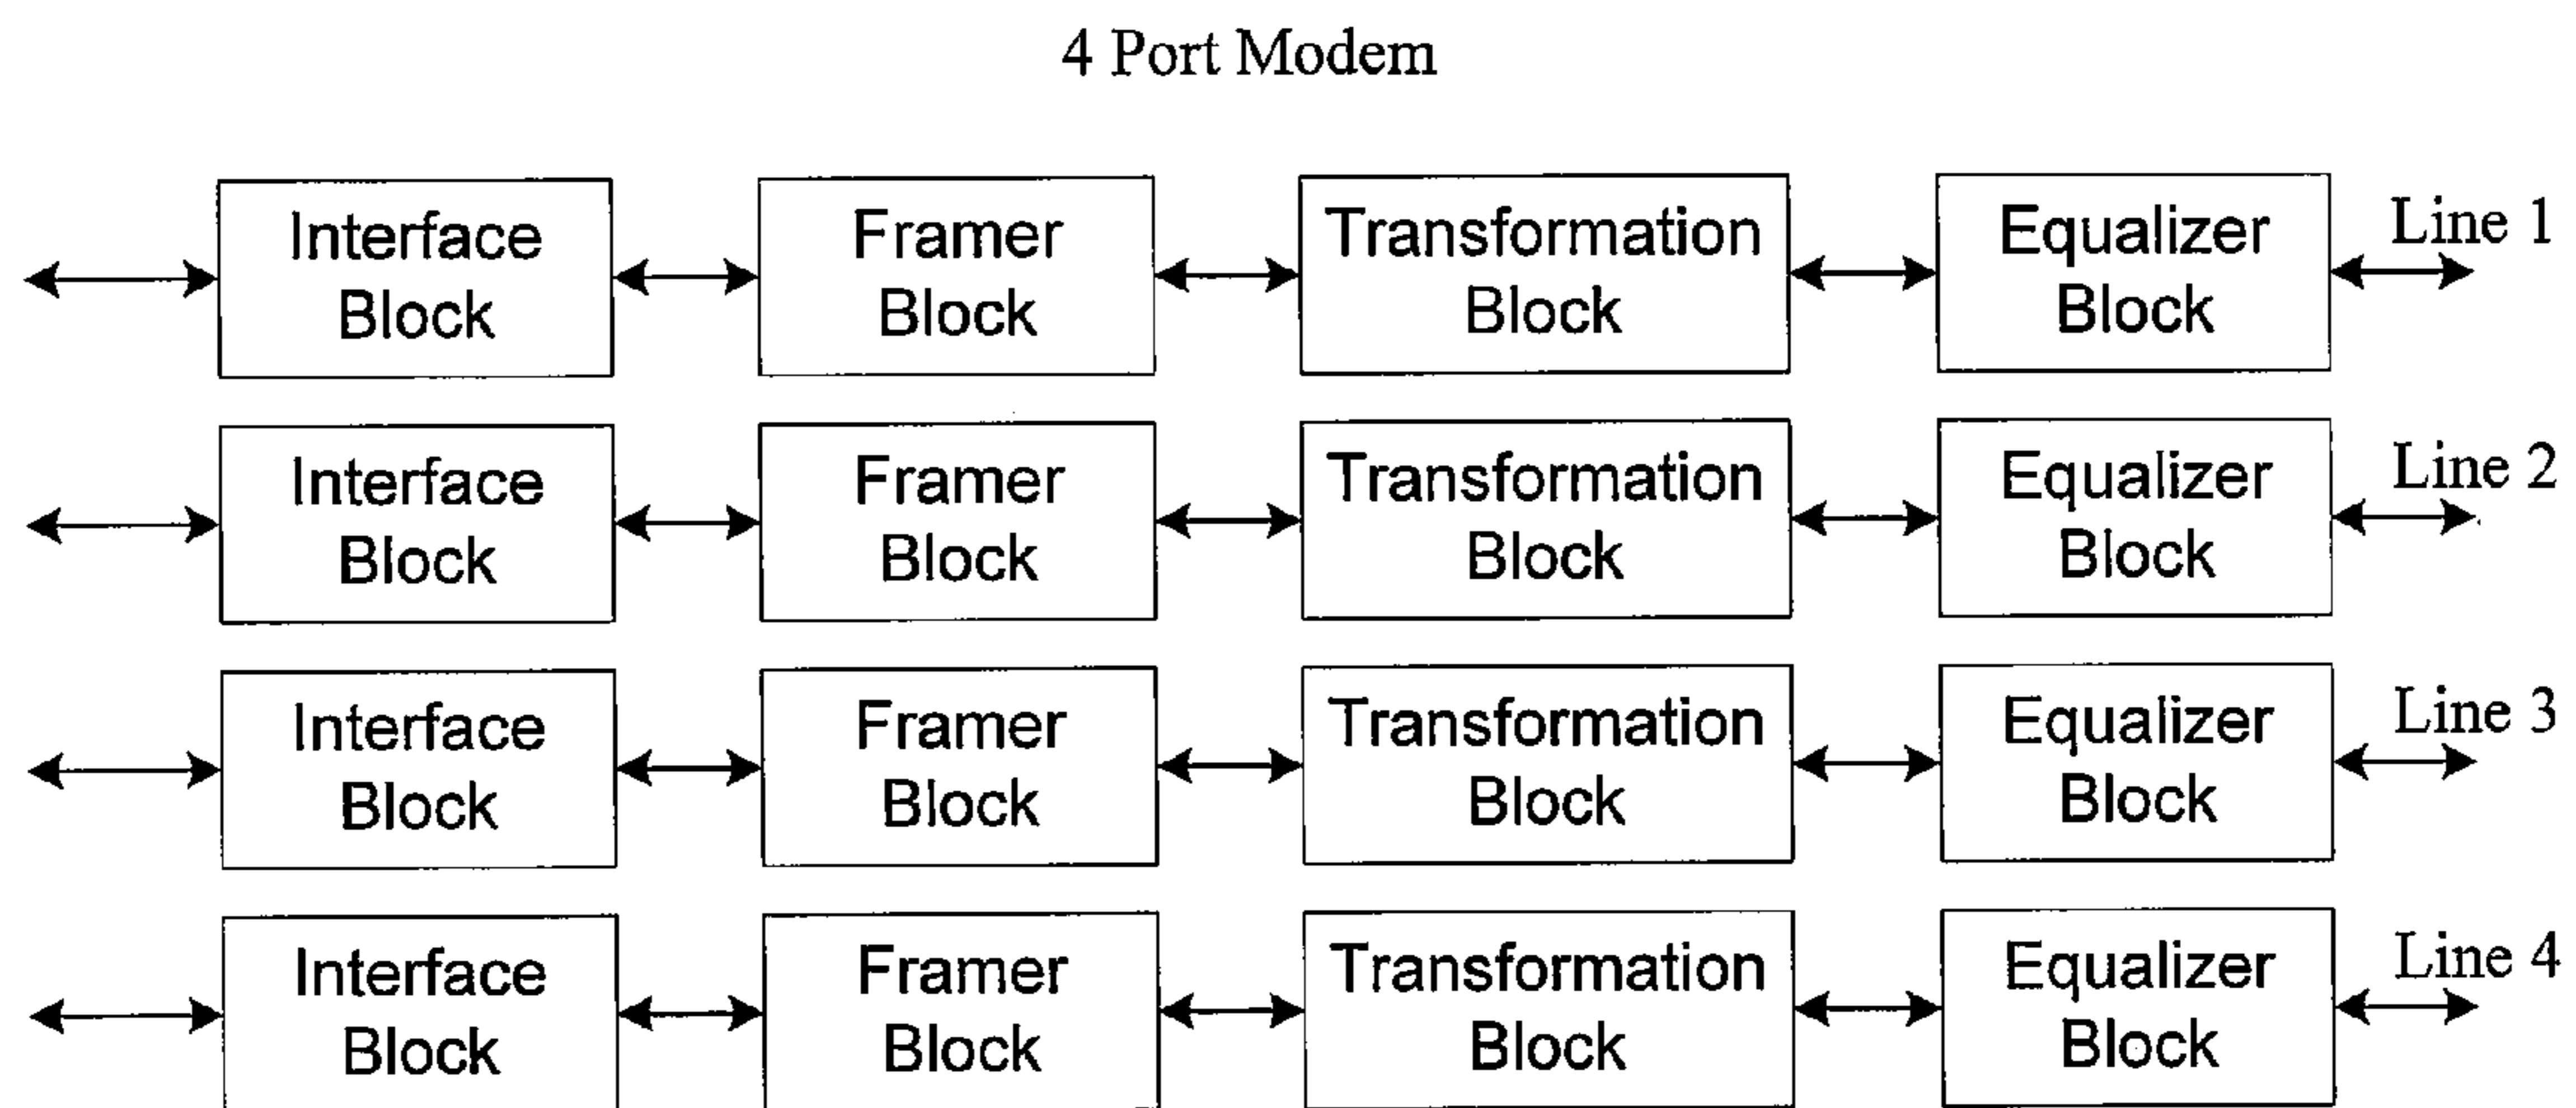 4 Port Modem
Interface Block
Framer Block
Transformation Block
Equalizer Block
Line 1
Interface Block
Framer Block
Transformation Block
Equalizer Block
Line 2
Interface Block
Framer Block
Transformation Block
Equalizer Block
Line 3
Interface Block
Framer Block
Transformation Block
Equalizer Block
Line 4